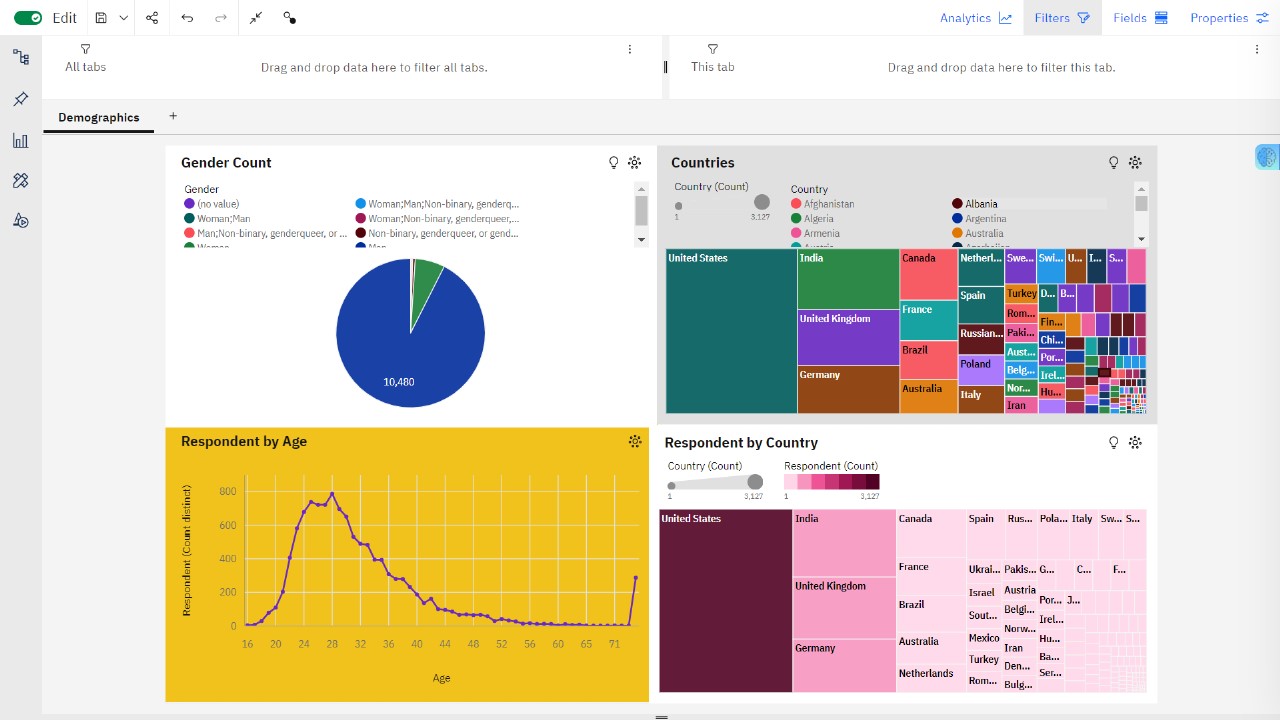 Edit
Analytics
Filters
Fields
Properties
All tabs
Drag and drop data here to filter all tabs.
This tab
Drag and drop data here to filter this tab.
Demographics
+
Gender Count
Gender
(no value)
Woman;Man;Non-binary, genderq...
Woman;Man
Woman;Non-binary, genderqueer,...
Man;Non-binary, genderqueer, or ...
Non-binary, genderqueer, or gend...
Woman
Man
10,480
Countries
Country (Count)
1
3,127
Country
Afghanistan
Albania
Algeria
Argentina
Armenia
Australia
Austria
Azerbaijan
United States
India
United Kingdom
Germany
Canada
France
Brazil
Australia
Netherl...
Spain
Russian...
Poland
Italy
Swe...
Turkey
Rom...
Paki...
Aust...
Belg...
Nor...
Iran
Swi...
D...
Fin...
Chi...
Por...
Irel...
Hu...
U...
B...
I...
S...
Respondent by Age
Respondent (Count distinct)
800
600
400
200
0
16
20
24
28
32
36
40
44
48
52
56
60
65
71
Age
Respondent by Country
Country (Count)
1
3,127
Respondent (Count)
1
3,127
United States
India
United Kingdom
Germany
Canada
France
Brazil
Australia
Netherlands
Spain
Ukrai...
Israel
Sout...
Mexico
Turkey
Rom...
Rus...
Pakis...
Austria
Belgi...
Norw...
Iran
Den...
Bulg...
Pola...
G...
Por...
Irel...
Hu...
Ba...
Ser...
Italy
C...
J...
Sw...
F...
S...